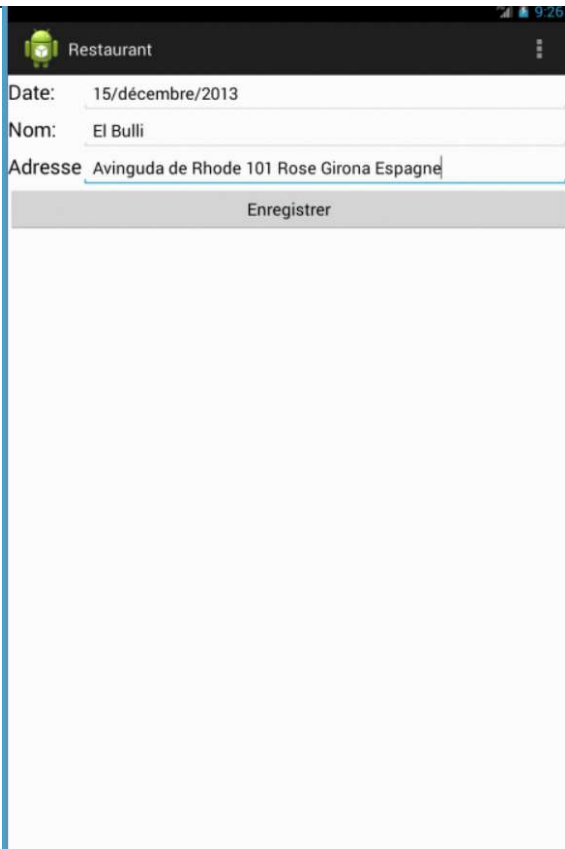 9:26
Restaurant
Date: 15/décembre/2013
Nom: El Bulli
Adresse Avinguda de Rhode 101 Rose Girona Espagne
Enregistrer